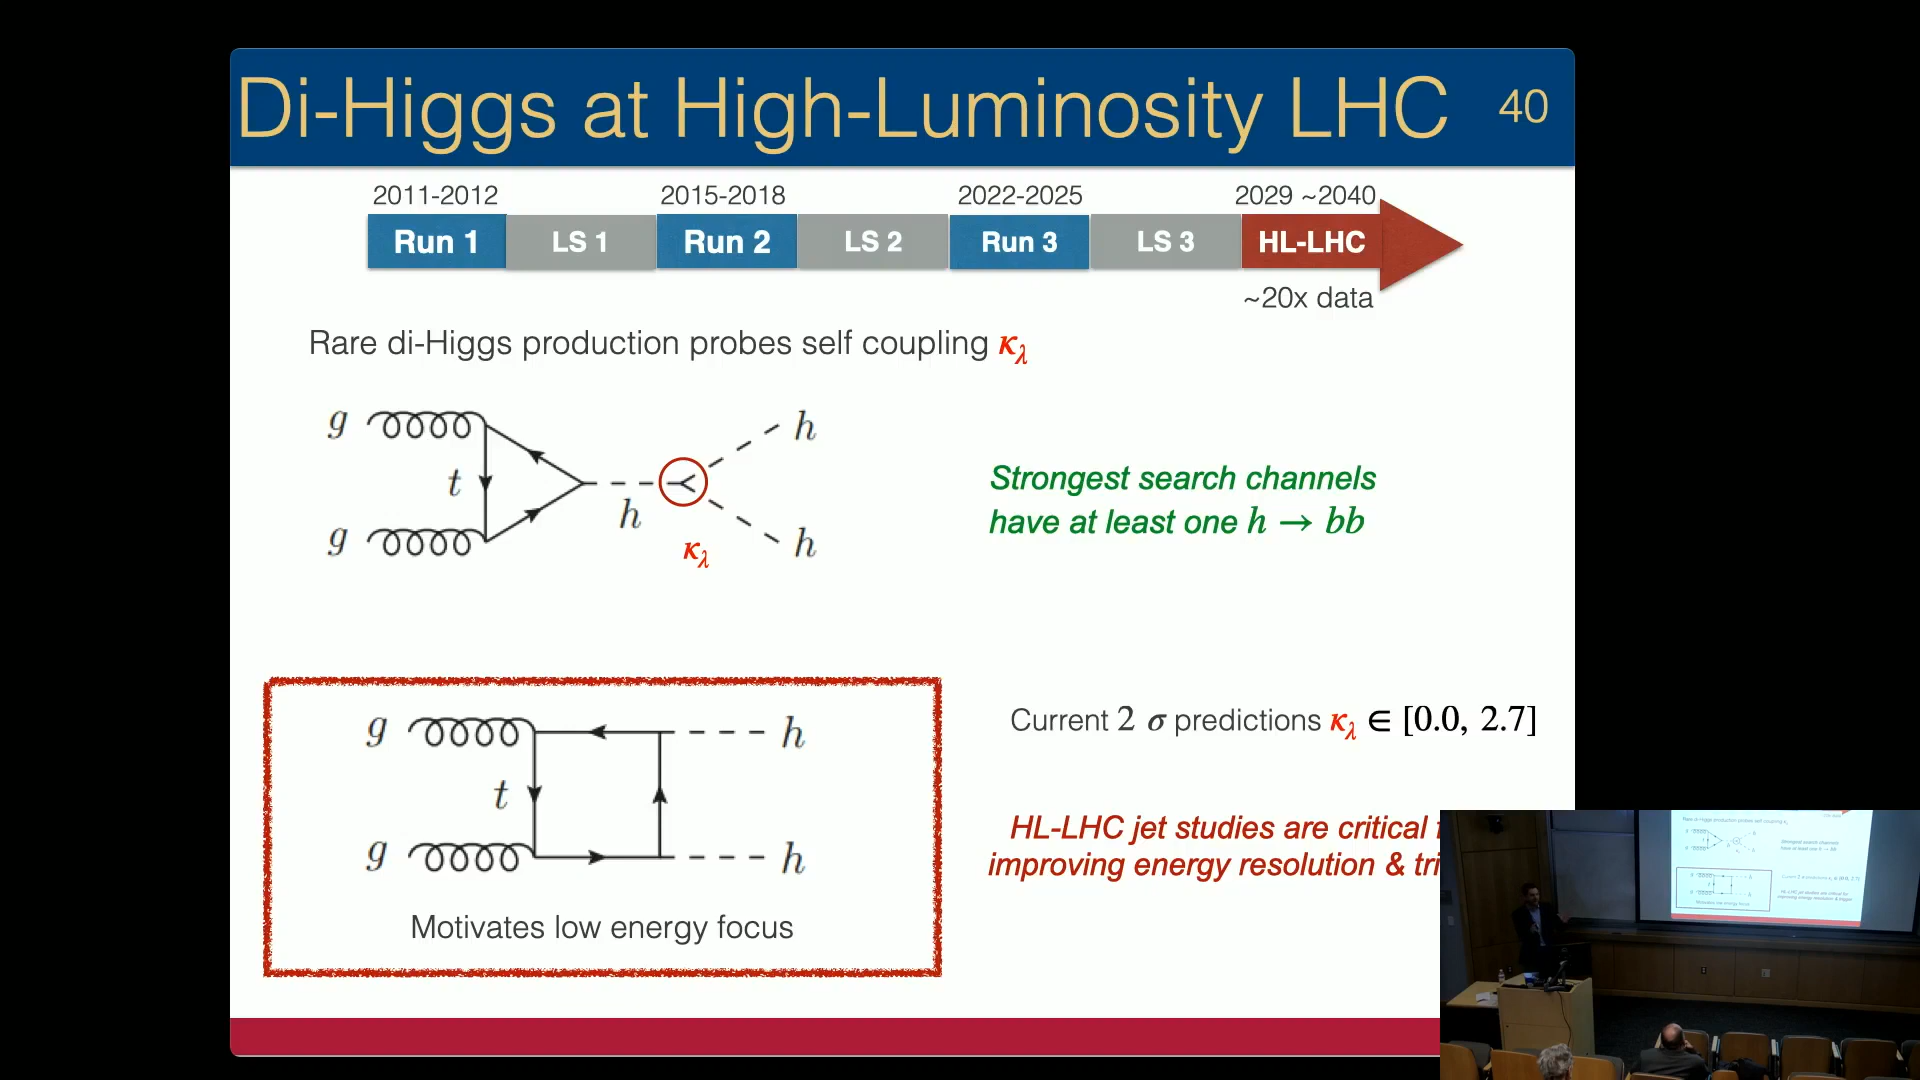 Di-Higgs at High-Luminosity LHC 40
2011-2012 2015-2018 2022-2025 2029 ~2040
Run 1 LS 1 Run 2 LS 2 Run 3 LS 3 HL-LHC
~20x data
Rare di-Higgs production probes self coupling κλ
g h
t h
g h
κλ
Strongest search channels
have at least one h → bb
g h
t
g h
Motivates low energy focus
Current 2 σ predictions κλ ∈ [0.0, 2.7]
HL-LHC jet studies are critical
improving energy resolution &